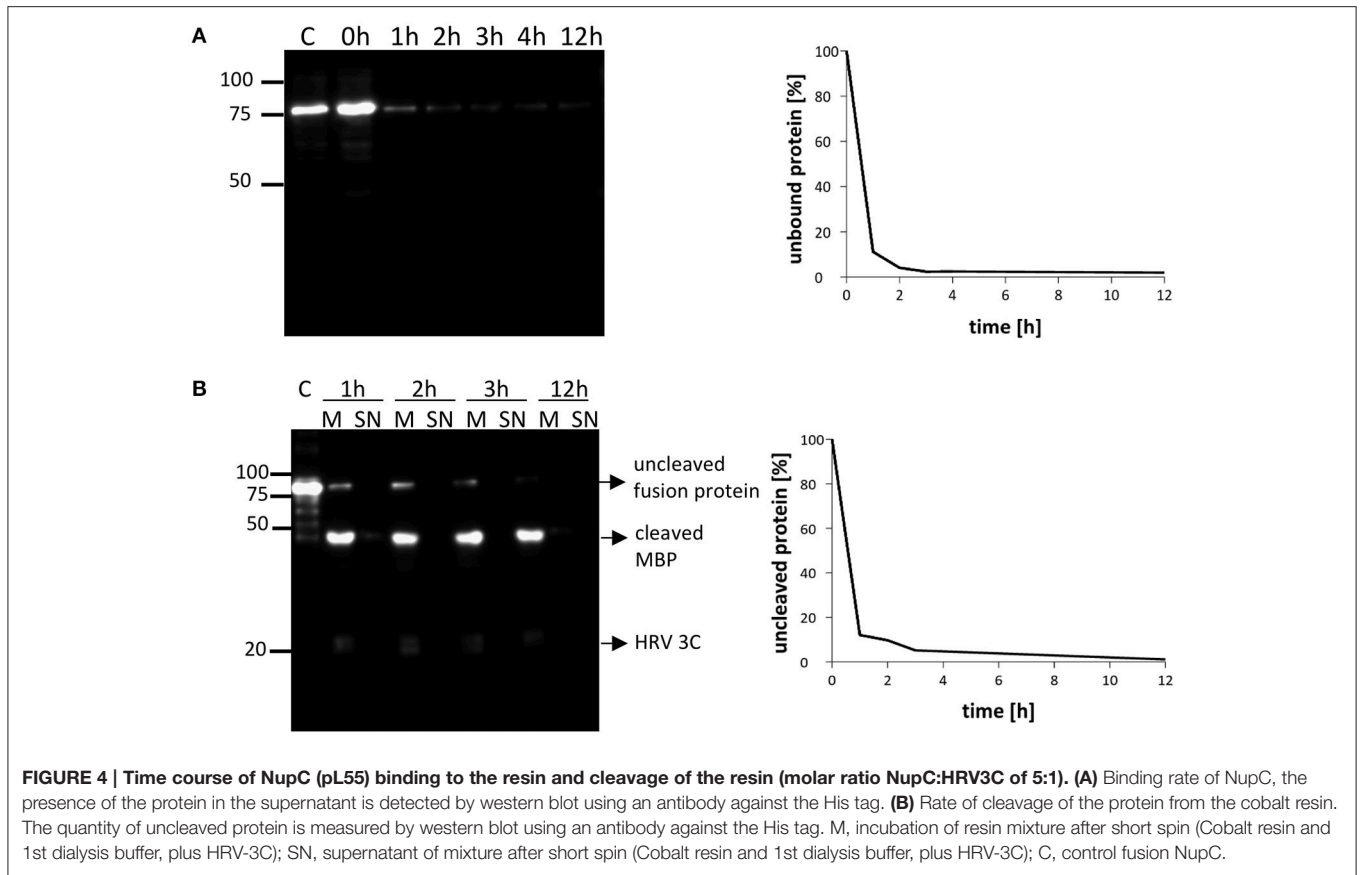 A
C 0h 1h 2h 3h 4h 12h
100
75
50
unbound protein [%]
100
80
60
40
20
0
0 2 4 6 8 10 12
time [h]
B
C 1h 2h 3h 12h
M SN M SN M SN M SN
100
75
50
20
uncleaved
fusion protein
cleaved
MBP
HRV 3C
uncleaved protein [%]
100
80
60
40
20
0
0 2 4 6 8 10 12
time [h]
FIGURE 4 | Time course of NupC (pL55) binding to the resin and cleavage of the resin (molar ratio NupC:HRV3C of 5:1). (A) Binding rate of NupC, the
presence of the protein in the supernatant is detected by western blot using an antibody against the His tag. (B) Rate of cleavage of the protein from the cobalt resin.
The quantity of uncleaved protein is measured by western blot using an antibody against the His tag. M, incubation of resin mixture after short spin (Cobalt resin and
1st dialysis buffer, plus HRV-3C); SN, supernatant of mixture after short spin (Cobalt resin and 1st dialysis buffer, plus HRV-3C); C, control fusion NupC.